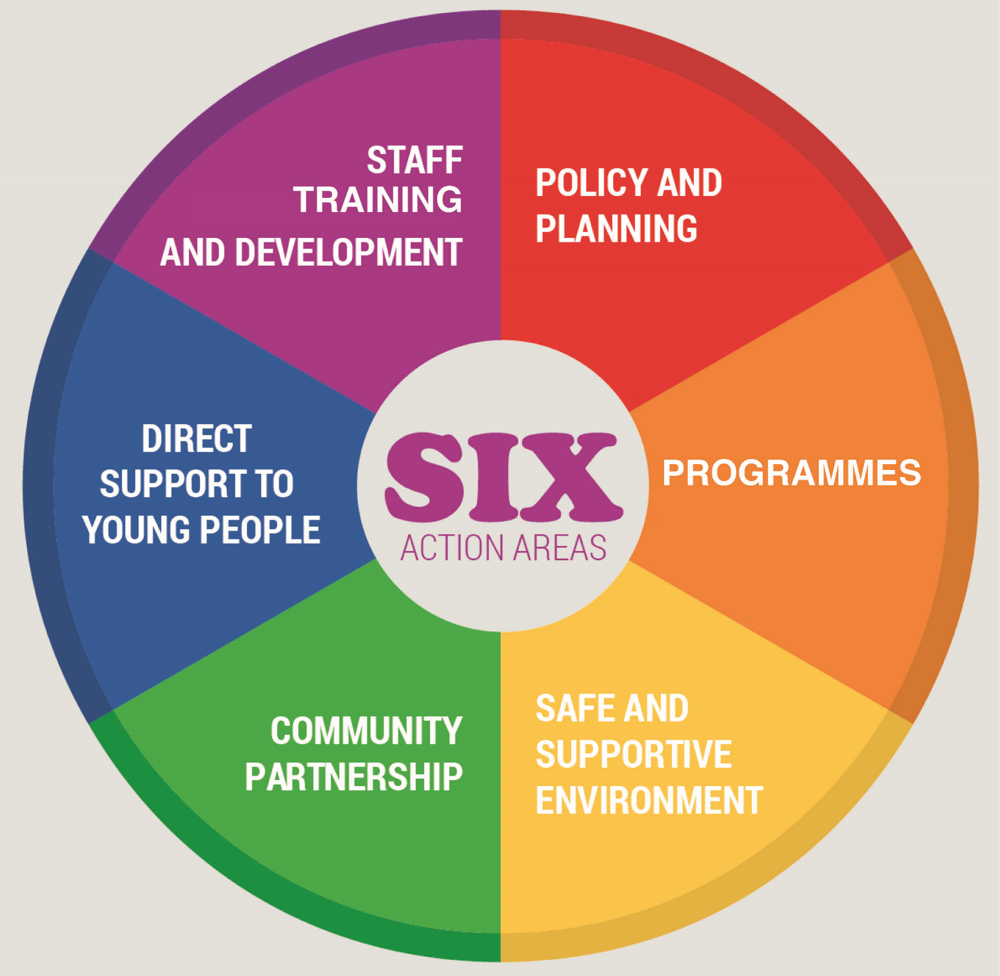 SIX
ACTION AREAS
POLICY AND
PLANNING
PROGRAMMES
SAFE AND
SUPPORTIVE
ENVIRONMENT
COMMUNITY
PARTNERSHIP
DIRECT
SUPPORT TO
YOUNG PEOPLE
STAFF
TRAINING
AND DEVELOPMENT